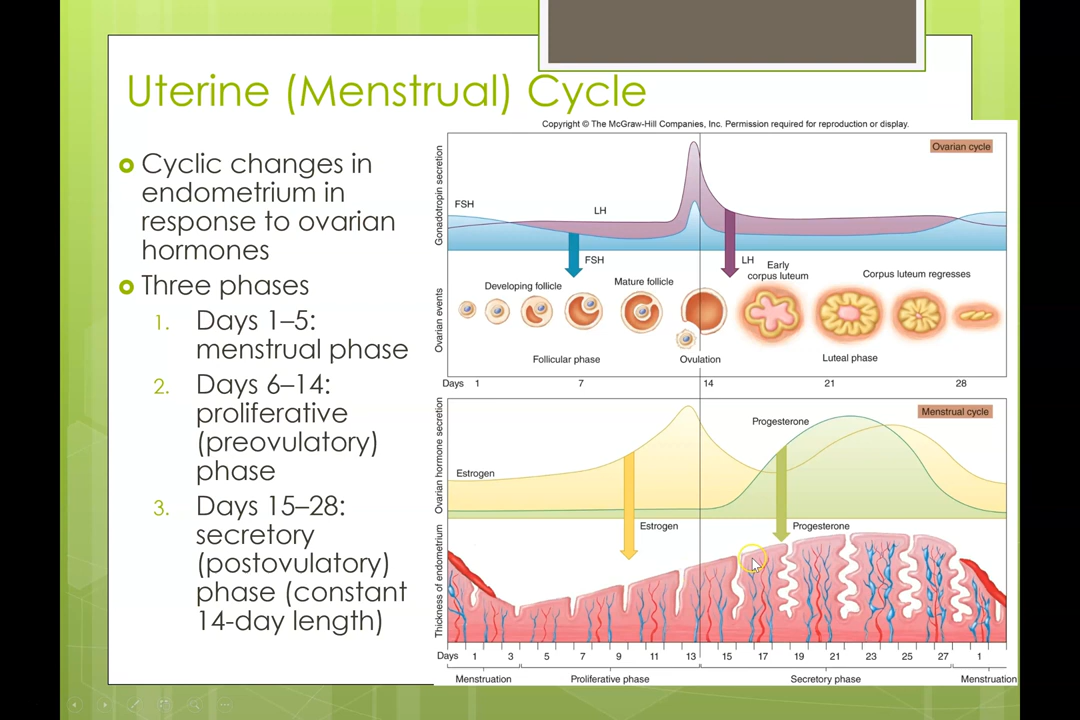 Uterine (Menstrual) Cycle
Cyclic changes in
endometrium in
response to ovarian
hormones
Three phases
1. Days 1–5:
menstrual phase
2. Days 6–14:
proliferative
(preovulatory)
phase
3. Days 15–28:
secretory
(postovulatory)
phase (constant
14-day length)
Copyright © The McGraw-Hill Companies, Inc. Permission required for reproduction or display.
Ovarian cycle
Gonadotropin secretion
FSH
LH
FSH
LH
Ovarian events
Developing follicle
Mature follicle
Early
corpus luteum
Corpus luteum regresses
Follicular phase
Ovulation
Luteal phase
Days 1 7 14 21 28
Menstrual cycle
Ovarian hormone secretion
Progesterone
Estrogen
Estrogen
Progesterone
Thickness of endometrium
Days 1 3 5 7 9 11 13 15 17 19 21 23 25 27 1
Menstruation Proliferative phase Secretory phase Menstruation